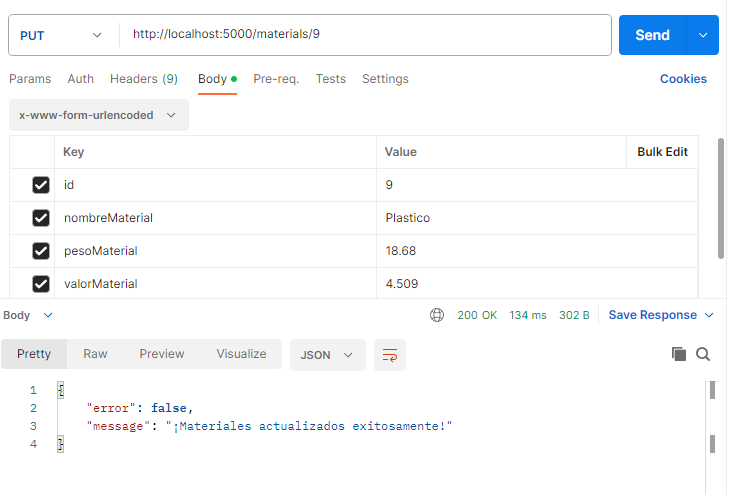 PUT http://localhost:5000/materials/9 Send
Params Auth Headers (9) Body Pre-req. Tests Settings Cookies
x-www-form-urlencoded
Key Value Bulk Edit
id 9
nombreMaterial Plastico
pesoMaterial 18.68
valorMaterial 4.509
Body 200 OK 134 ms 302 B Save Response
Pretty Raw Preview Visualize JSON
1 {
2 "error": false,
3 "message": "¡Materiales actualizados exitosamente!"
4 }